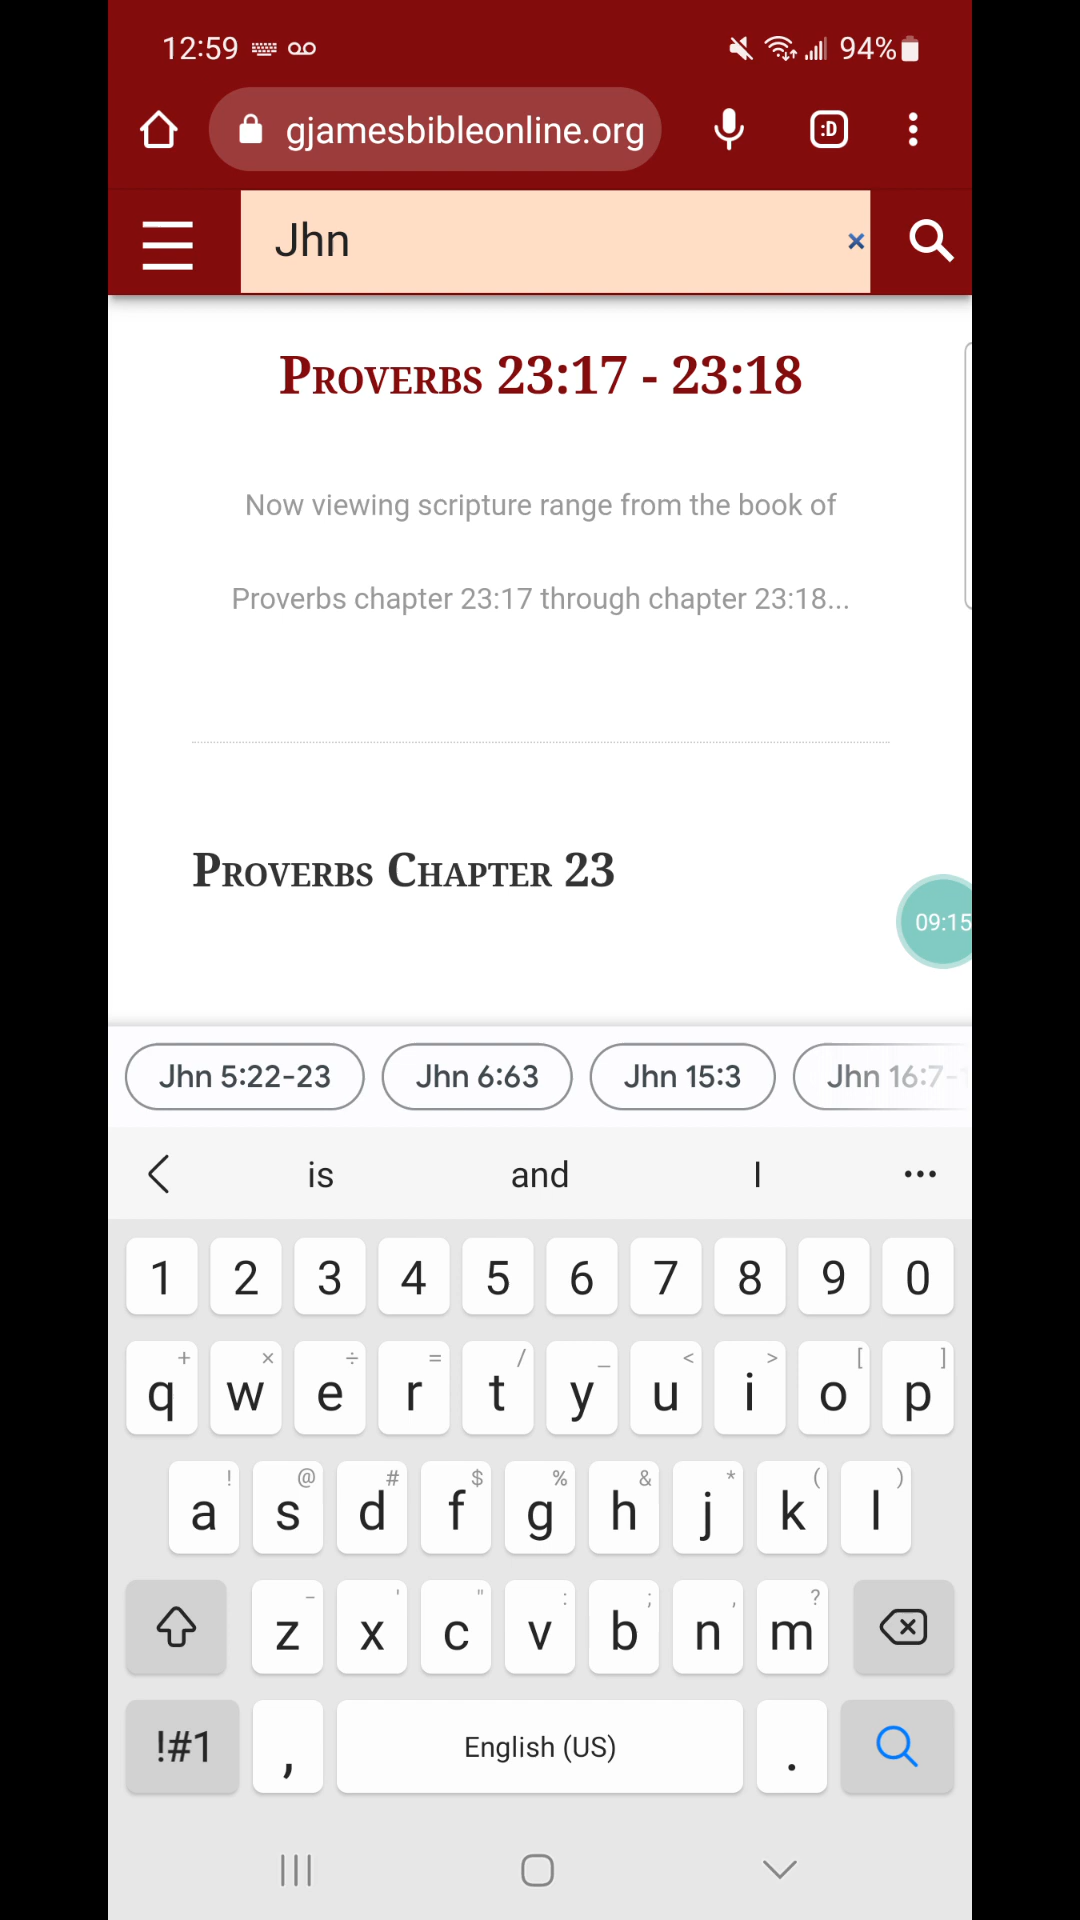 12:59 94%
gjamesbibleonline.org :D
Jhn ×
Proverbs 23:17 - 23:18
Now viewing scripture range from the book of
Proverbs chapter 23:17 through chapter 23:18...
Proverbs Chapter 23
09:15
Jhn 5:22-23 Jhn 6:63 Jhn 15:3 Jhn 16:7-
is and I ...
1 2 3 4 5 6 7 8 9 0
+ × ÷ = / _ < > [ ]
q w e r t y u i o p
! @ # $ % & * ( )
a s d f g h j k l
- ' " : ; , ?
z x c v b n m
!#1 , English (US) .